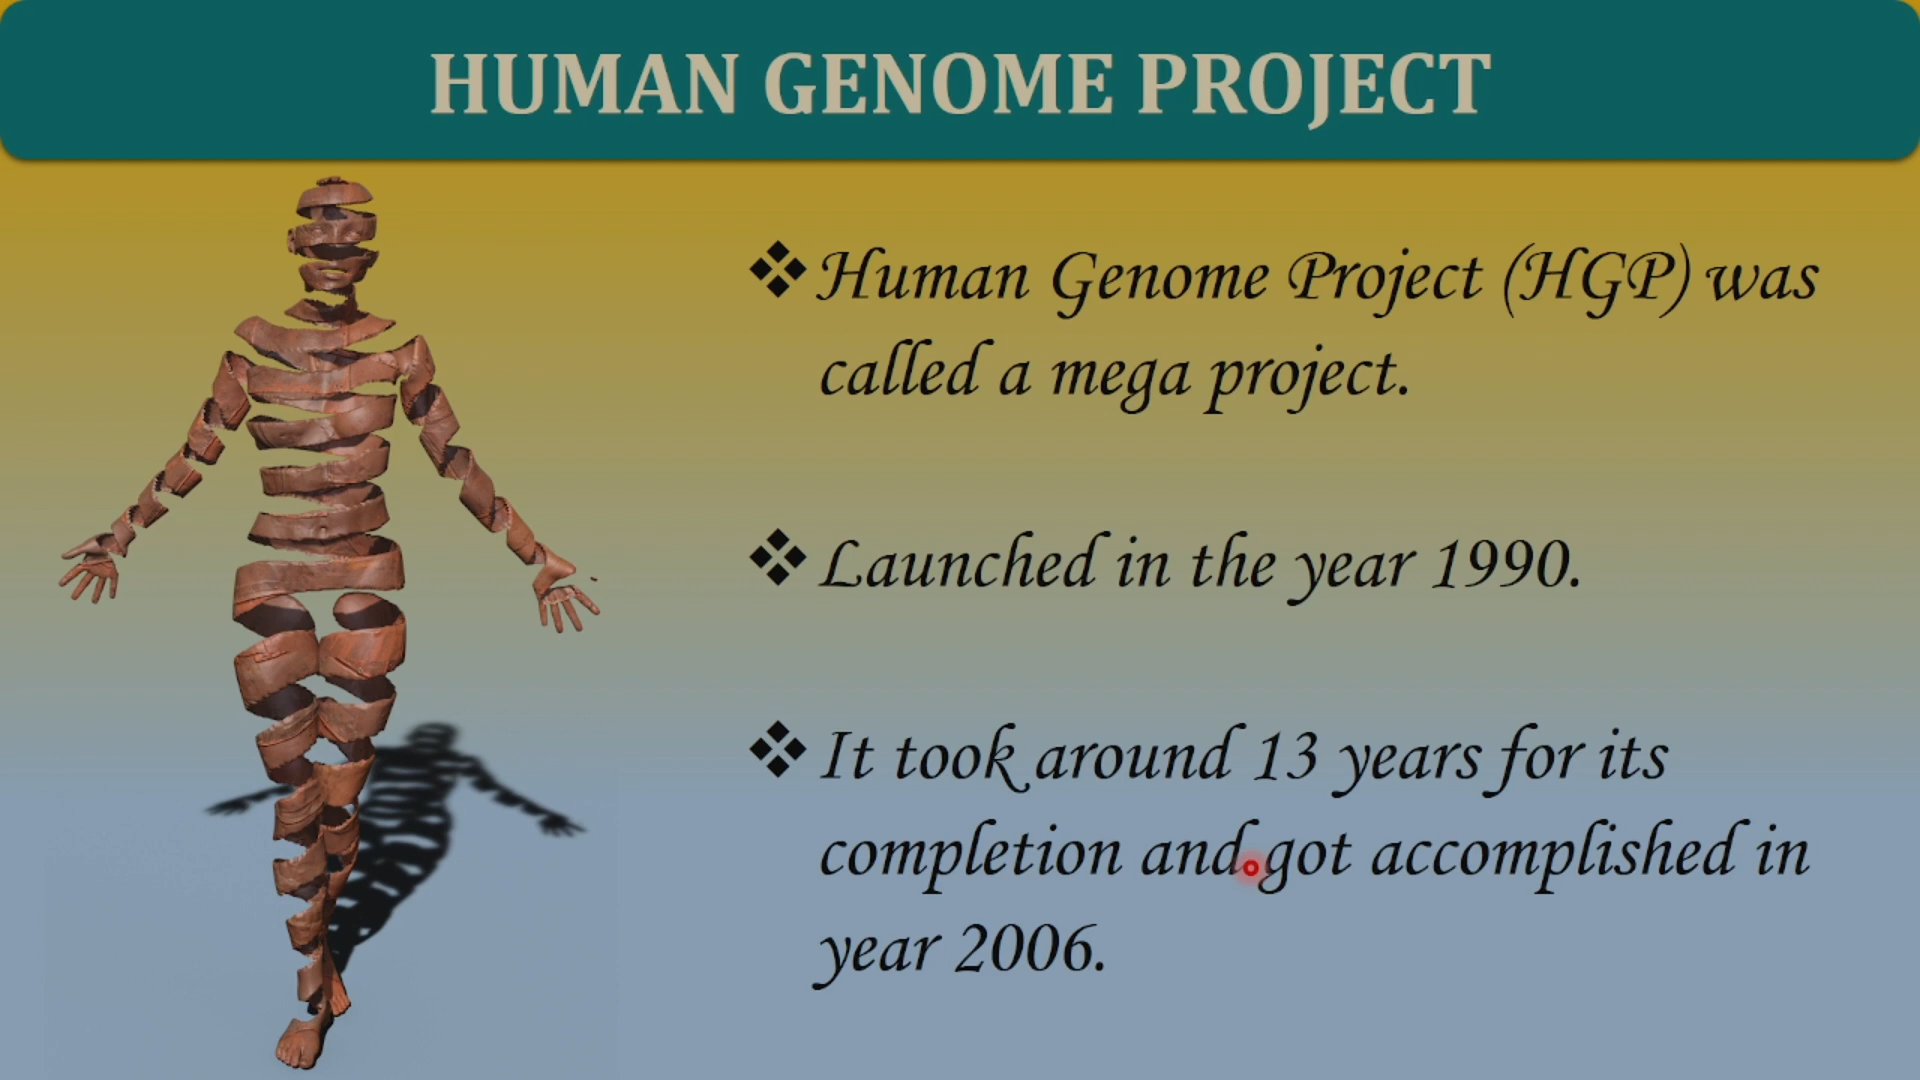 HUMAN GENOME PROJECT
❖Human Genome Project (HGP) was
called a mega project.
❖Launched in the year 1990.
❖It took around 13 years for its
completion and got accomplished in
year 2006.